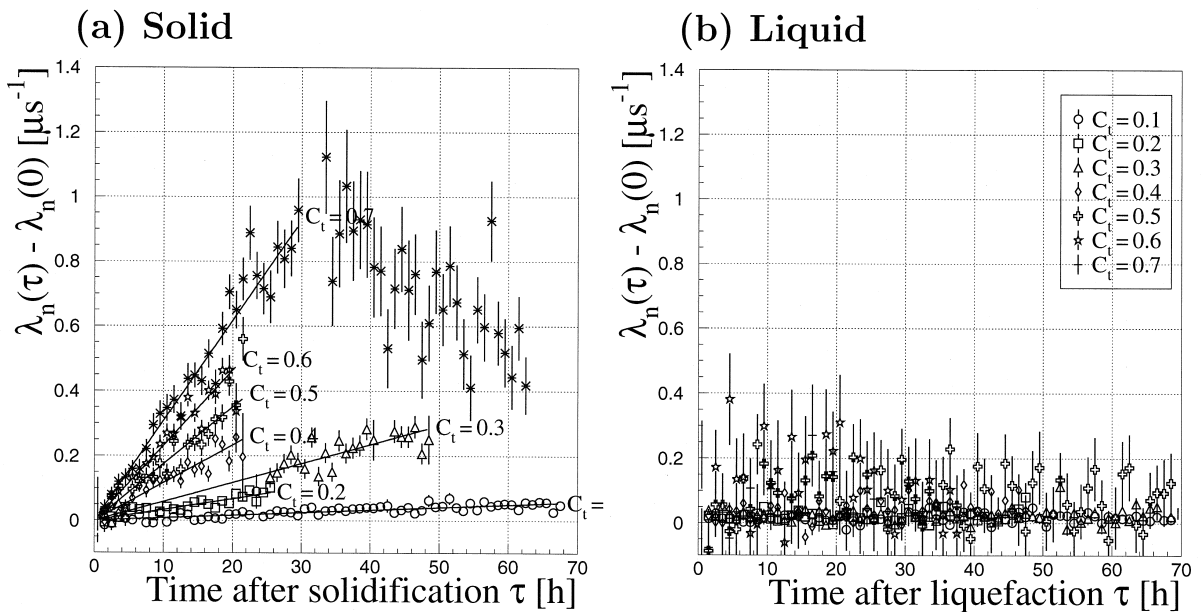 (a) Solid
λn(τ) - λn(0) [μs-1]
1.4
1.2
1
0.8
0.6
0.4
0.2
0
Ct = 0.7
Ct = 0.6
Ct = 0.5
Ct = 0.4
Ct = 0.3
Ct = 0.2
Ct =
0 10 20 30 40 50 60 70
Time after solidification τ [h]
(b) Liquid
λn(τ) - λn(0) [μs-1]
1.4
1.2
1
0.8
0.6
0.4
0.2
0
Ct = 0.1
Ct = 0.2
Ct = 0.3
Ct = 0.4
Ct = 0.5
Ct = 0.6
Ct = 0.7
0 10 20 30 40 50 60 70
Time after liquefaction τ [h]